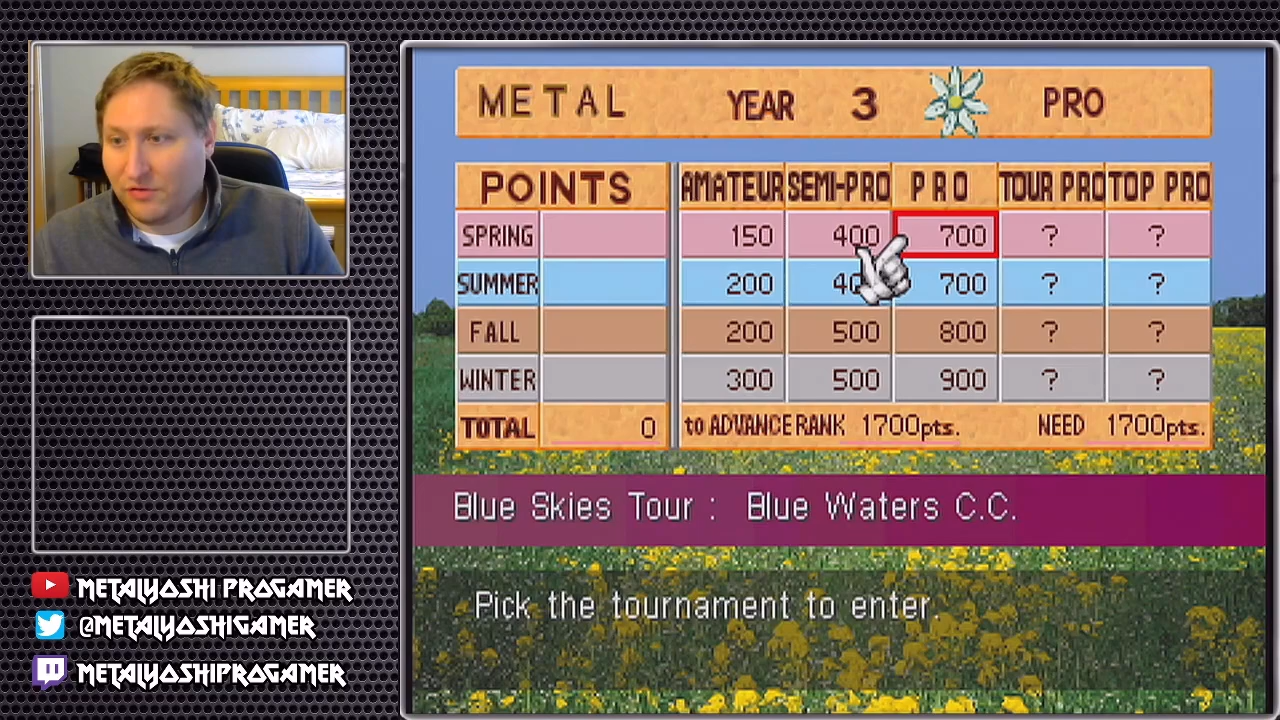 METAL YEAR 3 PRO
POINTS AMATEUR SEMI-PRO PRO TOUR PRO TOP PRO
SPRING 150 400 700 ? ?
SUMMER 200 700 ? ?
FALL 200 500 800 ? ?
WINTER 300 500 900 ? ?
TOTAL 0 to ADVANCE RANK 1700pts. NEED 1700pts.
Blue Skies Tour : Blue Waters C.C.
Pick the tournament to enter.
METALYOSHI PROGAMER
@METALYOSHIGAMER
METALYOSHIPROGAMER